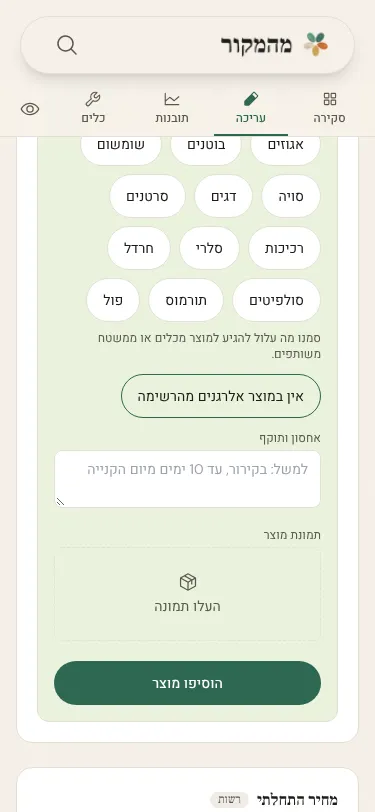 מהמקור
סקירה
עריכה
תובנות
כלים
אגוזים
בוטנים
שומשום
סויה
דגים
סרטנים
רכיכות
סלרי
חרדל
סולפיטים
תורמוס
פול
סמנו מה עלול להגיע למוצר מכלים או ממשטח
משותפים.
אין במוצר אלרגנים מהרשימה
אחסון ותוקף
למשל: בקירור, עד 10 ימים מיום הקנייה
תמונת מוצר
העלו תמונה
הוסיפו מוצר
מחיר התחלתי רשות